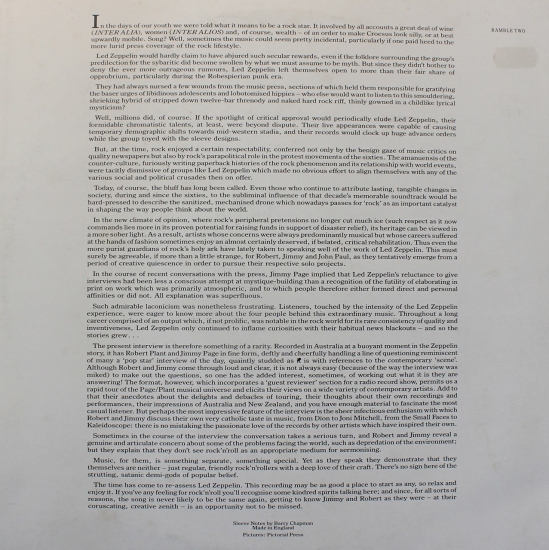 In the days of our youth we were told what it means to be a rock star. It involved by all accounts a great deal of wine
(INTER ALIA), women (INTER ALIOS) and, of course, wealth – of an order to make Croesus look silly, or at best
upwardly mobile. Song? Well, sometimes the music could seem pretty incidental, particularly if one paid heed to the
more lurid press coverage of the rock lifestyle.
RAMBLE TWO
Led Zeppelin would hardly claim to have abjured such secular rewards, even if the folklore surrounding the group's
predilection for the sybaritic did become swollen by what we must assume to be myth. But since they didn't bother to
deny the ever more outrageous rumours, Led Zeppelin left themselves open to more than their fair share of
opprobrium, particularly during the Robespierrian punk era.
They had always nursed a few wounds from the music press, sections of which held them responsible for gratifying
the baser urges of libidinous adolescents and lobotomised hippies – who else would want to listen to this smouldering,
shrieking hybrid of stripped down twelve-bar threnody and naked hard rock riff, thinly gowned in a childlike lyrical
mysticism?
Well, millions did, of course. If the spotlight of critical approval would periodically elude Led Zeppelin, their
formidable charismatic talents, at least, were beyond dispute. Their live appearances were capable of causing
temporary demographic shifts towards mid-western stadia, and their records would clock up huge advance orders
while the group toyed with the sleeve designs.
But, at the time, rock enjoyed a certain respectability, conferred not only by the benign gaze of music critics on
quality newspapers but also by rock's parapolitical role in the protest movements of the sixties. The amanuensis of the
counter-culture, furiously writing paperback histories of the rock phenomenon and its relationship with world events,
were tacitly dismissive of groups like Led Zeppelin which made no obvious effort to align themselves with any of the
various social and political crusades then on offer.
Today, of course, the bluff has long been called. Even those who continue to attribute lasting, tangible changes in
society, during and since the sixties, to the subliminal influence of that decade's memorable soundtrack would be
hard-pressed to describe the sanitized, mechanised drone which nowadays passes for 'rock' as an important catalyst
in shaping the way people think about the world.
In the new climate of opinion, where rock's peripheral pretensions no longer cut much ice (such respect as it now
commands lies more in its proven potential for raising funds in support of disaster relief), its heritage can be viewed in
a more sober light. As a result, artists whose concerns were always predominantly musical but whose careers suffered
at the hands of fashion sometimes enjoy an almost certainly deserved, if belated, critical rehabilitation. Thus even the
more purist guardians of rock's holy ark have lately taken to speaking well of the work of Led Zeppelin. This must
surely be agreeable, if more than a little strange, for Robert, Jimmy and John Paul, as they tentatively emerge from a
period of creative quiescence in order to pursue their respective solo projects.
In the course of recent conversations with the press, Jimmy Page implied that Led Zeppelin's reluctance to give
interviews had been less a conscious attempt at mystique-building than a recognition of the futility of elaborating in
print on work which was primarily atmospheric, and to which people therefore either formed direct and personal
affinities or did not. All explanation was superfluous.
Such admirable laconicism was nonetheless frustrating. Listeners, touched by the intensity of the Led Zeppelin
experience, were eager to know more about the four people behind this extraordinary music. Throughout a long
career comprised of an output which, if not prolific, was notable in the rock world for its rare consistency of quality and
inventiveness, Led Zeppelin only continued to inflame curiosities with their habitual news blackouts – and so the
stories grew . . .
The present interview is therefore something of a rarity. Recorded in Australia at a buoyant moment in the Zeppelin
story, it has Robert Plant and Jimmy Page in fine form, deftly and cheerfully handling a line of questioning reminiscent
of many a 'pop star' interview of the day, quaintly studded as it is with references to the contemporary 'scene'.
Although Robert and Jimmy come through loud and clear, it is not always easy (because of the way the interview was
miked) to make out the questions, so one has the added interest, sometimes, of working out what it is they are
answering! The format, however, which incorporates a 'guest reviewer' section for a radio record show, permits us a
rapid tour of the Page/Plant musical universe and elicits their views on a wide variety of contemporary artists. Add to
that their anecdotes about the delights and debacles of touring, their thoughts about their own recordings and
performances, their impressions of Australia and New Zealand, and you have enough material to fascinate the most
casual listener. But perhaps the most impressive feature of the interview is the sheer infectious enthusiasm with which
Robert and Jimmy discuss their own very catholic taste in music, from Dion to Joni Mitchell, from the Small Faces to
Kaleidoscope: there is no mistaking the passionate love of the records by other artists which have inspired their own.
Sometimes in the course of the interview the conversation takes a serious turn, and Robert and Jimmy reveal a
genuine and articulate concern about some of the problems facing the world, such as depredation of the environment;
but they explain that they don't see rock'n'roll as an appropriate medium for sermonising.
Music, for them, is something separate, something special. Yet as they speak they demonstrate that they
themselves are neither – just regular, friendly rock'n'rollers with a deep love of their craft. There's no sign here of the
strutting, satanic demi-gods of popular belief.
The time has come to re-assess Led Zeppelin. This recording may be as good a place to start as any, so relax and
enjoy it. If you've any feeling for rock'n'roll you'll recognise some kindred spirits talking here; and since, for all sorts of
reasons, the song is never likely to be the same again, getting to know Jimmy and Robert as they were – at their
coruscating, creative zenith – is an opportunity not to be missed.
Sleeve Notes by Barry Chapman
Made in England
Pictures: Pictorial Press